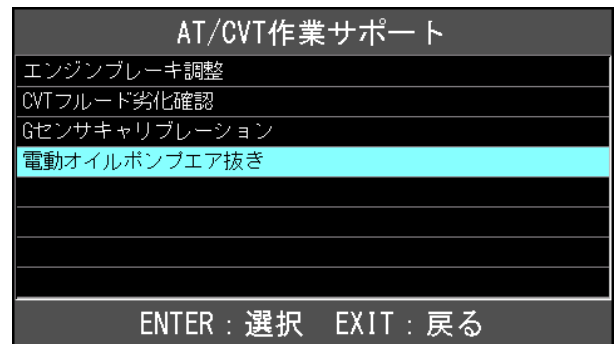 AT/CVT作業サポート
エンジンブレーキ調整
CVTフルード劣化確認
Gセンサキャリブレーション
電動オイルポンプエア抜き
ENTER：選択　EXIT：戻る